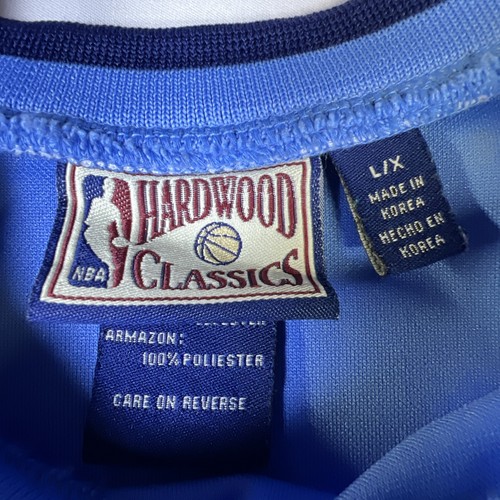 HARDWOOD
CLASSICS
NBA
L/X
MADE IN
KOREA
HECHO EN
KOREA
ARMAZON:
100% POLIESTER
CARE ON REVERSE